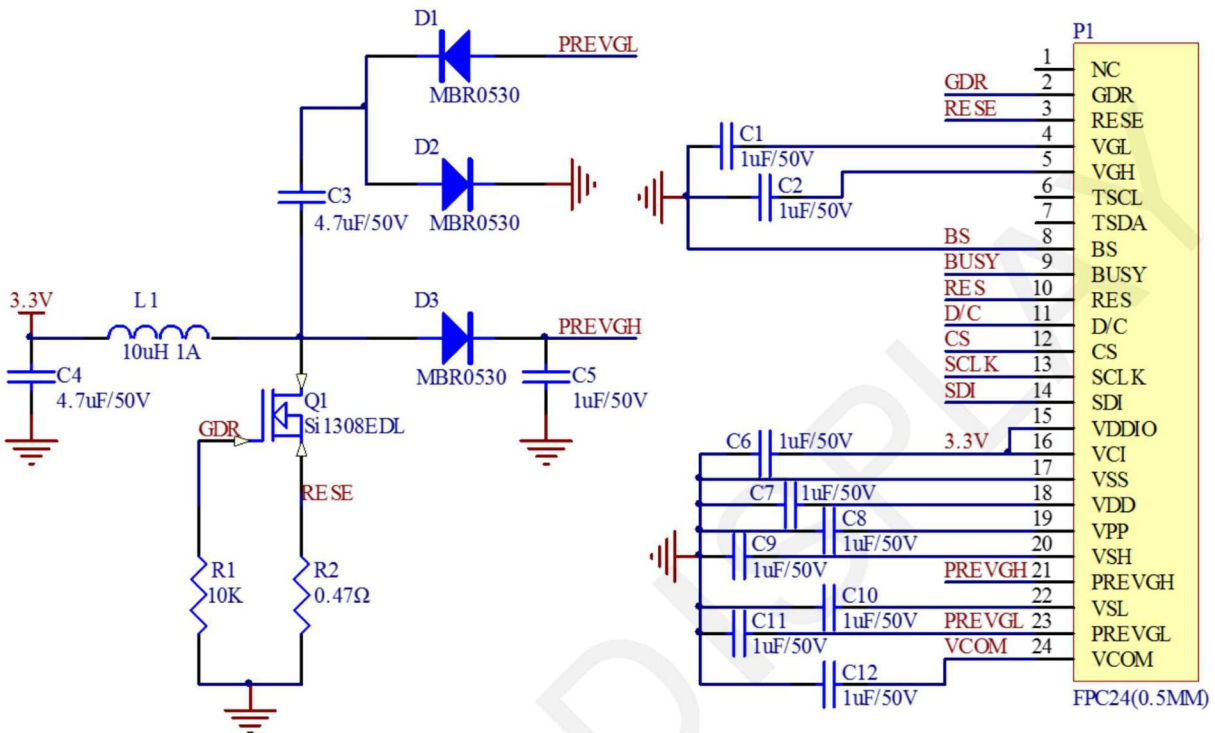 D1
PREVGL
MBR0530
D2
MBR0530
C3
4.7uF/50V
3.3V
L1
10uH 1A
D3
PREVGH
MBR0530
C4
4.7uF/50V
C5
1uF/50V
Q1
Si1308EDL
GDR
RESE
R1
10K
R2
0.47Ω
P1
1 NC
GDR 2 GDR
RESE 3 RESE
C1
1uF/50V
4 VGL
C2
1uF/50V
5 VGH
6 TSCL
7 TSDA
BS 8 BS
BUSY 9 BUSY
RES 10 RES
D/C 11 D/C
CS 12 CS
SCLK 13 SCLK
SDI 14 SDI
15 VDDIO
C6 1uF/50V 3.3V 16 VCI
17 VSS
C7 1uF/50V 18 VDD
C8
1uF/50V
19 VPP
C9
1uF/50V
20 VSH
PREVGH 21 PREVGH
C10
1uF/50V
22 VSL
C11
1uF/50V
PREVGL 23 PREVGL
VCOM 24 VCOM
C12
1uF/50V
FPC24(0.5MM)
DISPLAY